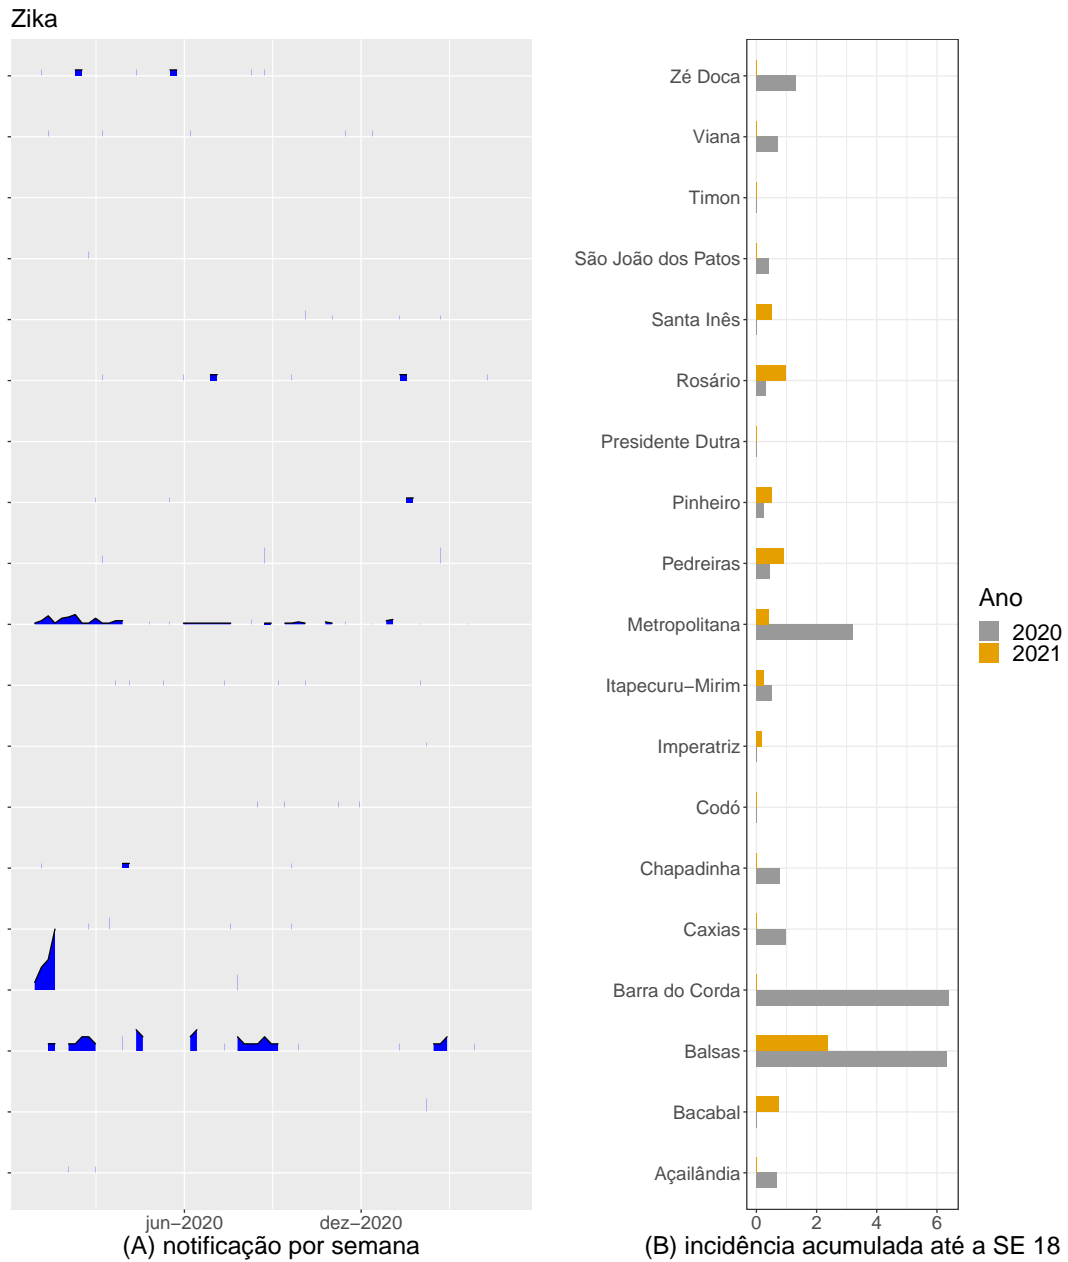 Zika
Zé Doca
Viana
Timon
São João dos Patos
Santa Inês
Rosário
Presidente Dutra
Pinheiro
Pedreiras
Metropolitana
Itapecuru−Mirim
Imperatriz
Codó
Chapadinha
Caxias
Barra do Corda
Balsas
Bacabal
Açailândia
jun−2020 dez−2020
(A) notificação por semana
0 2 4 6
(B) incidência acumulada até a SE 18
Ano
2020
2021